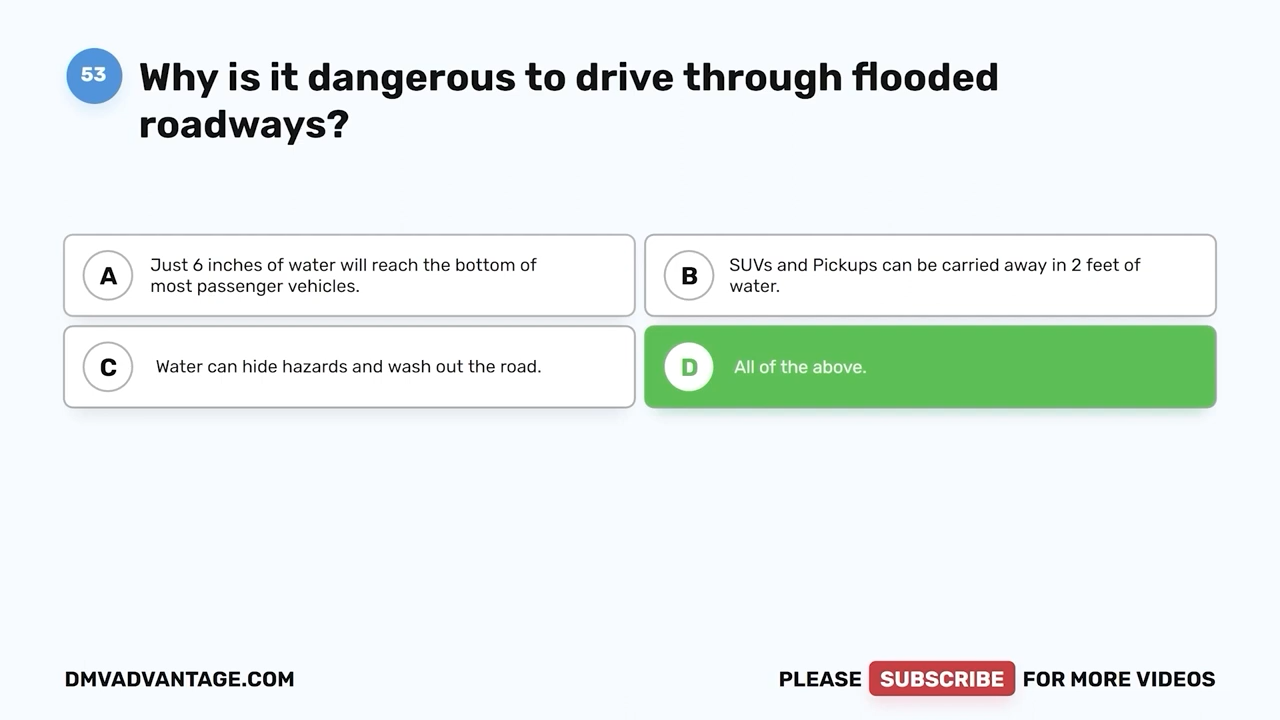 53
Why is it dangerous to drive through flooded
roadways?
A
Just 6 inches of water will reach the bottom of
most passenger vehicles.
B
SUVs and Pickups can be carried away in 2 feet of
water.
C
Water can hide hazards and wash out the road.
D
All of the above.
DMVADVANTAGE.COM
PLEASE SUBSCRIBE FOR MORE VIDEOS